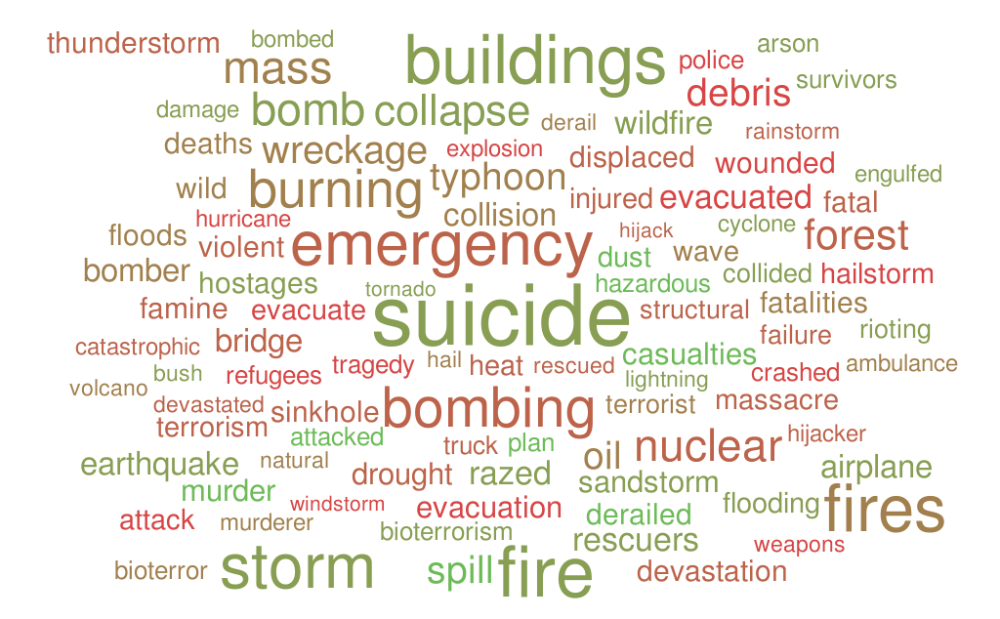 thunderstorm bombed buildings arson
mass police survivors
damage bomb collapse debris
deaths wreckage derail wildfire rainstorm
explosion displaced wounded
wild burning typhoon engulfed
collision injured evacuated fatal
hurricane emergency hijack cyclone forest
floods violent dust wave
bomber hostages tornado hazardous collided hailstorm
famine evacuate suicide structural fatalities
catastrophic bridge failure rioting
bush refugees tragedy hail heat rescued casualties crashed ambulance
volcano lightning
devastated sinkhole bombing terrorist massacre
terrorism attacked truck plan nuclear hijacker
earthquake natural drought razed oil airplane
murder sandstorm
attack murderer windstorm evacuation derailed flooding fires
bioterrorism rescuers weapons
bioterror storm spill fire devastation